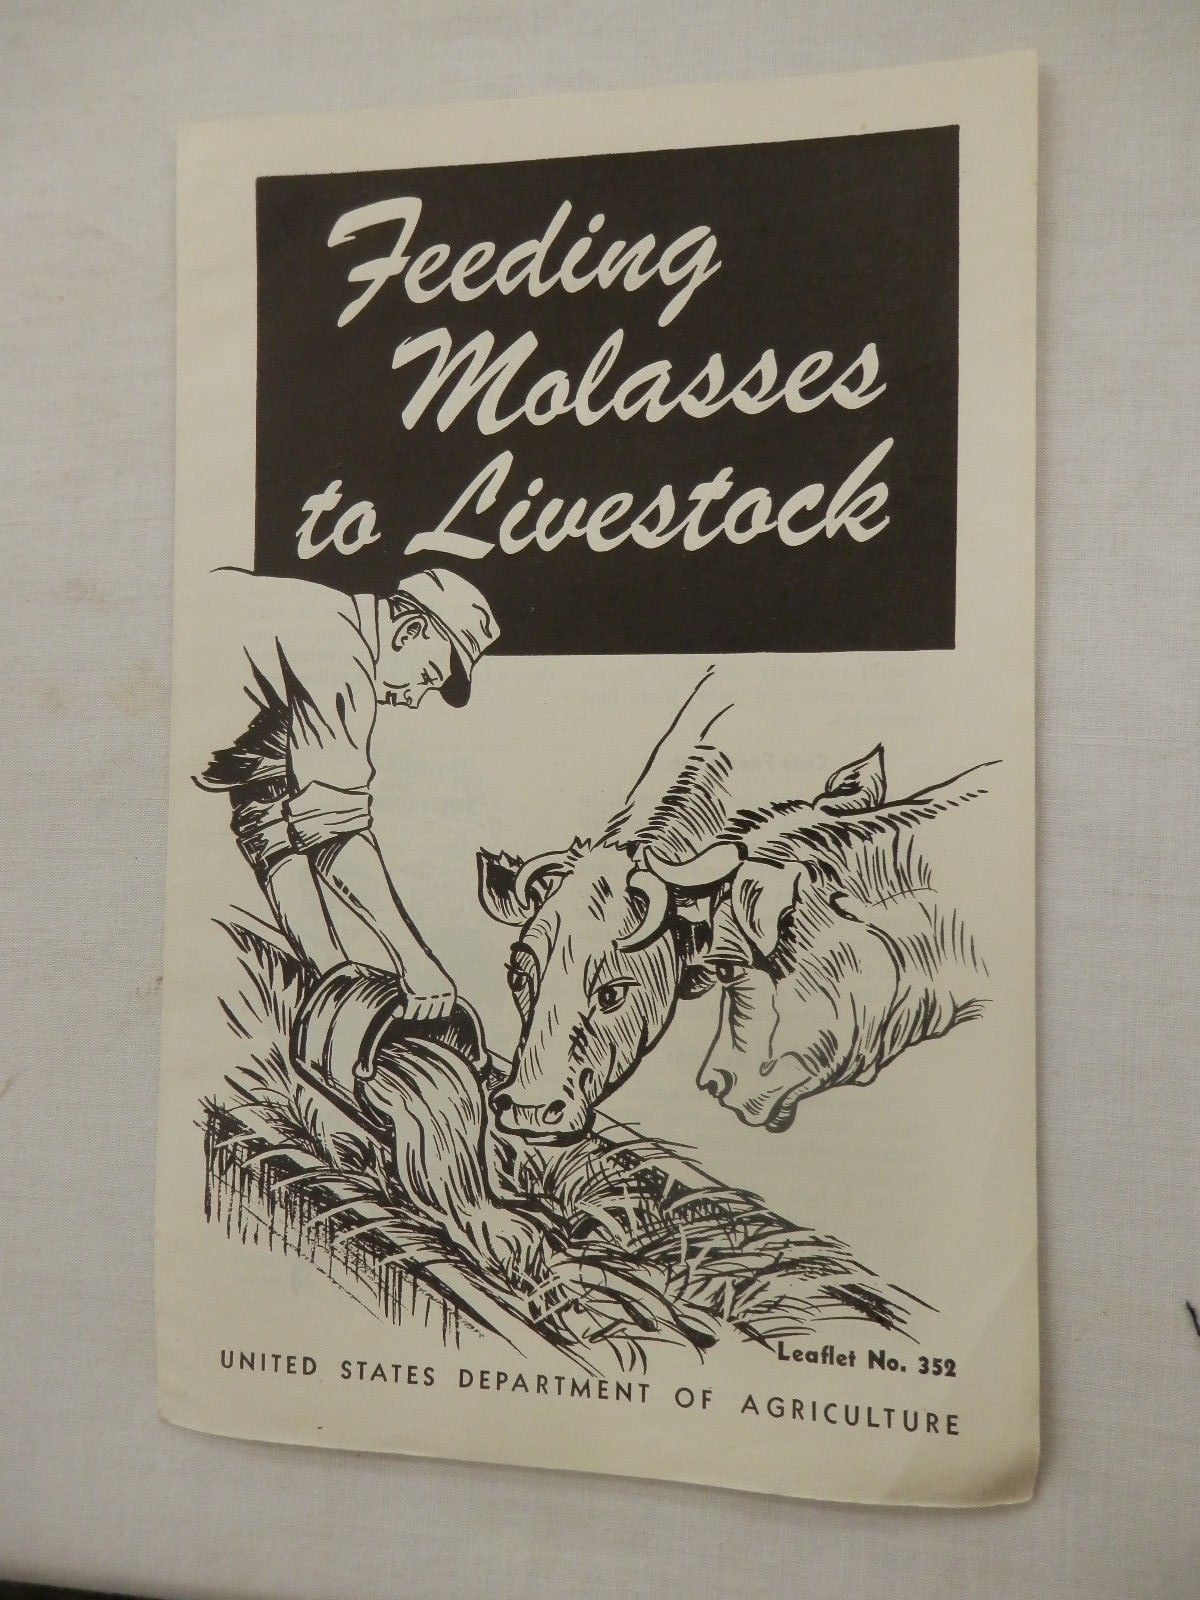 Feeding
Molasses
to Livestock
Leaflet No. 352
UNITED STATES DEPARTMENT OF AGRICULTURE